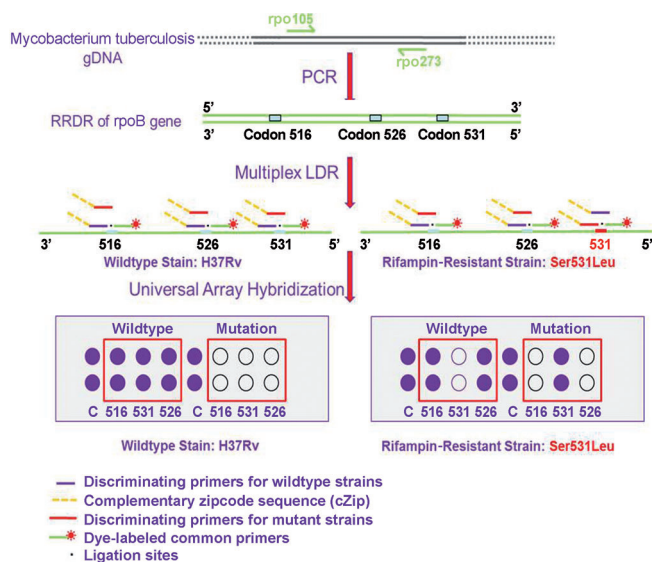 rpo105
Mycobacterium tuberculosis
gDNA
rpo273
PCR
5’ 3’
RRDR of rpoB gene
3’ Codon 516 Codon 526 Codon 531 5’
Multiplex LDR
3’ 516 526 531 5’ 3’ 516 526 531 5’
Wildtype Stain: H37Rv Rifampin-Resistant Strain: Ser531Leu
Universal Array Hybridization
Wildtype Mutation Wildtype Mutation
C 516 531 526 C 516 531 526 C 516 531 526 C 516 531 526
Wildtype Stain: H37Rv Rifampin-Resistant Strain: Ser531Leu
Discriminating primers for wildtype strains
Complementary zipcode sequence (cZip)
Discriminating primers for mutant strains
Dye-labeled common primers
Ligation sites